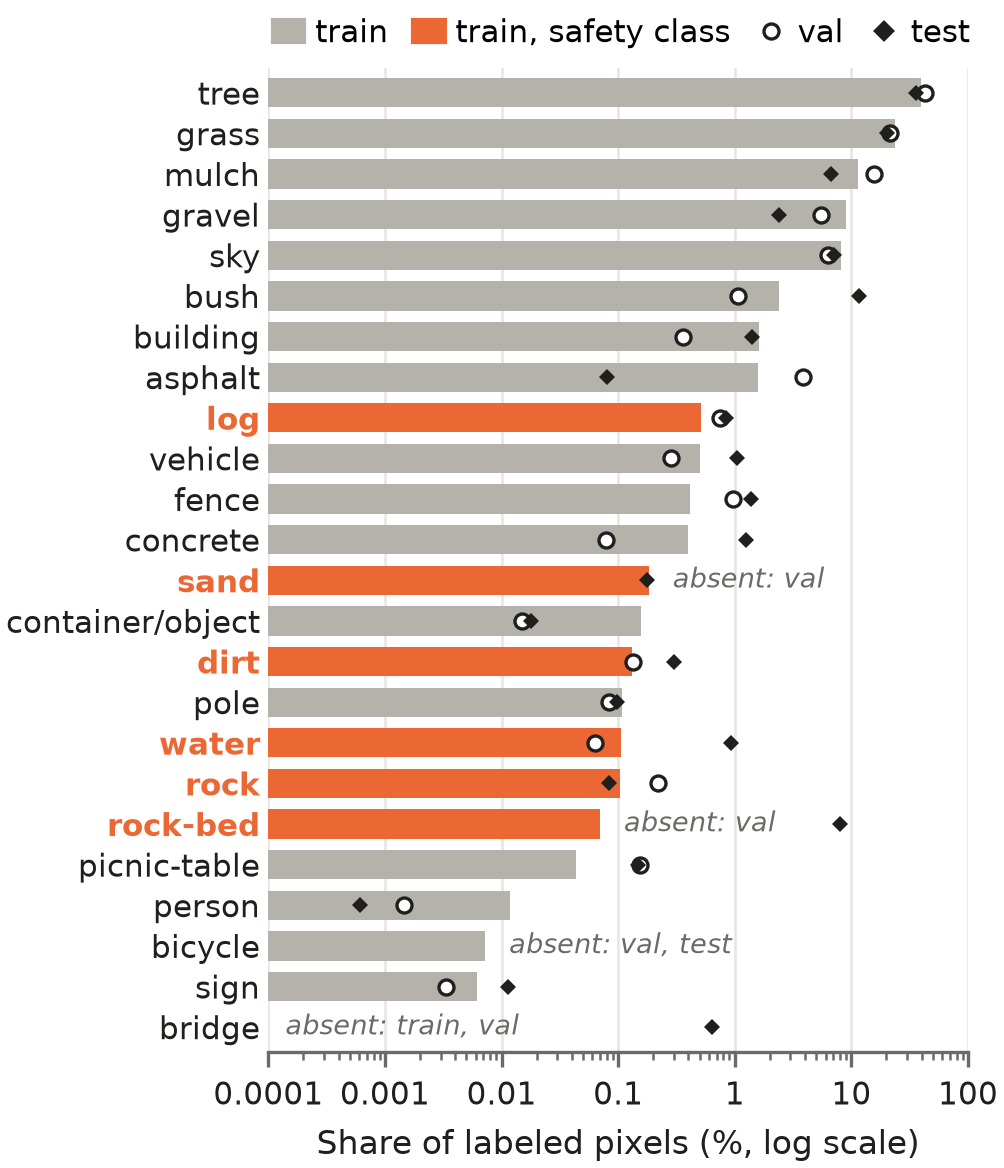 train train, safety class val test
tree
grass
mulch
gravel
sky
bush
building
asphalt
log
vehicle
fence
concrete
sand absent: val
container/object
dirt
pole
water
rock
rock-bed absent: val
picnic-table
person
bicycle absent: val, test
sign
bridge absent: train, val
0.0001 0.001 0.01 0.1 1 10 100
Share of labeled pixels (%, log scale)